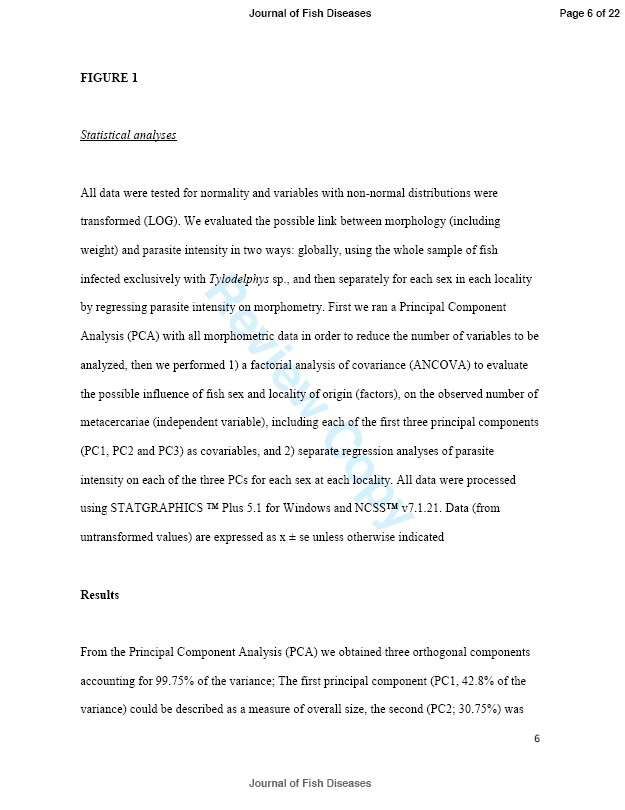 Journal of Fish Diseases
Page 6 of 22
FIGURE 1
Statistical analyses
All data were tested for normality and variables with non-normal distributions were
transformed (LOG). We evaluated the possible link between morphology (including
weight) and parasite intensity in two ways: globally, using the whole sample of fish
infected exclusively with Tylodelphys sp., and then separately for each sex in each locality
by regressing parasite intensity on morphometry. First we ran a Principal Component
Analysis (PCA) with all morphometric data in order to reduce the number of variables to be
analyzed, then we performed 1) a factorial analysis of covariance (ANCOVA) to evaluate
the possible influence of fish sex and locality of origin (factors), on the observed number of
metacercariae (independent variable), including each of the first three principal components
(PC1, PC2 and PC3) as covariables, and 2) separate regression analyses of parasite
intensity on each of the three PCs for each sex at each locality. All data were processed
using STATGRAPHICS ™ Plus 5.1 for Windows and NCSS™ v7.1.21. Data (from
untransformed values) are expressed as x ± se unless otherwise indicated
Results
From the Principal Component Analysis (PCA) we obtained three orthogonal components
accounting for 99.75% of the variance; The first principal component (PC1, 42.8% of the
variance) could be described as a measure of overall size, the second (PC2; 30.75%) was
6
Journal of Fish Diseases
Review Copy